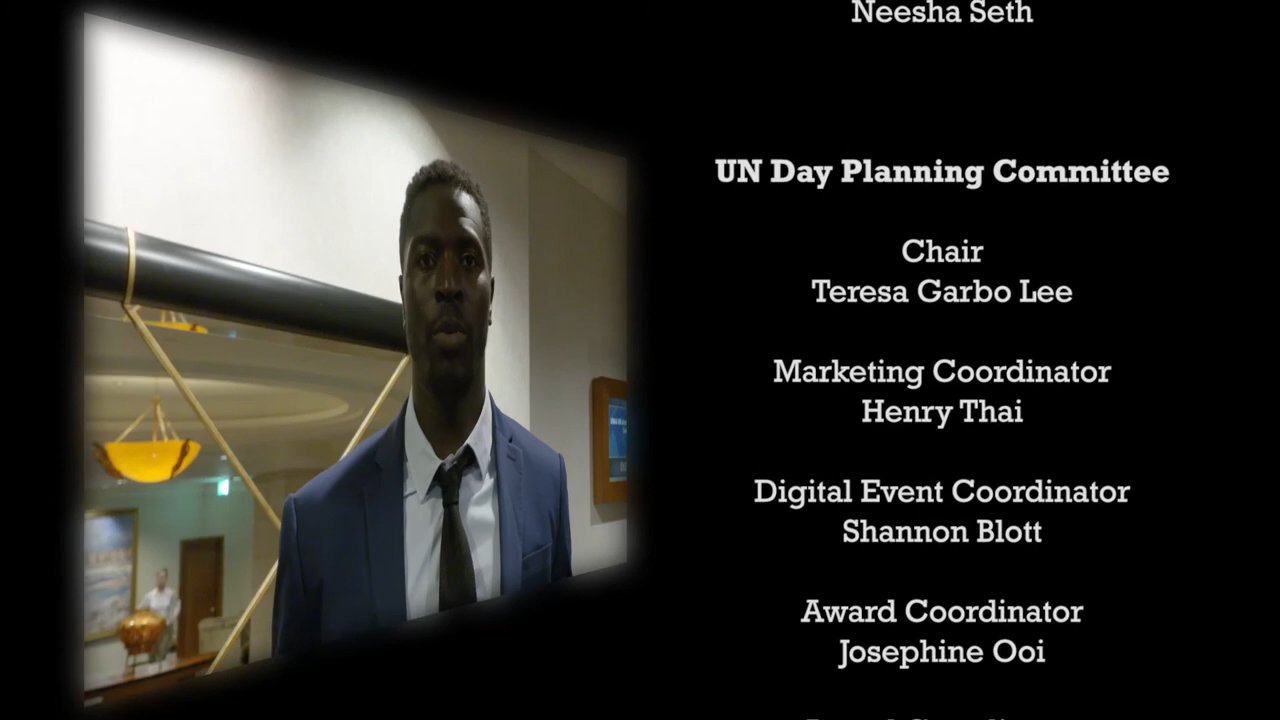 Neesha Seth
UN Day Planning Committee
Chair
Teresa Garbo Lee
Marketing Coordinator
Henry Thai
Digital Event Coordinator
Shannon Blott
Award Coordinator
Josephine Ooi